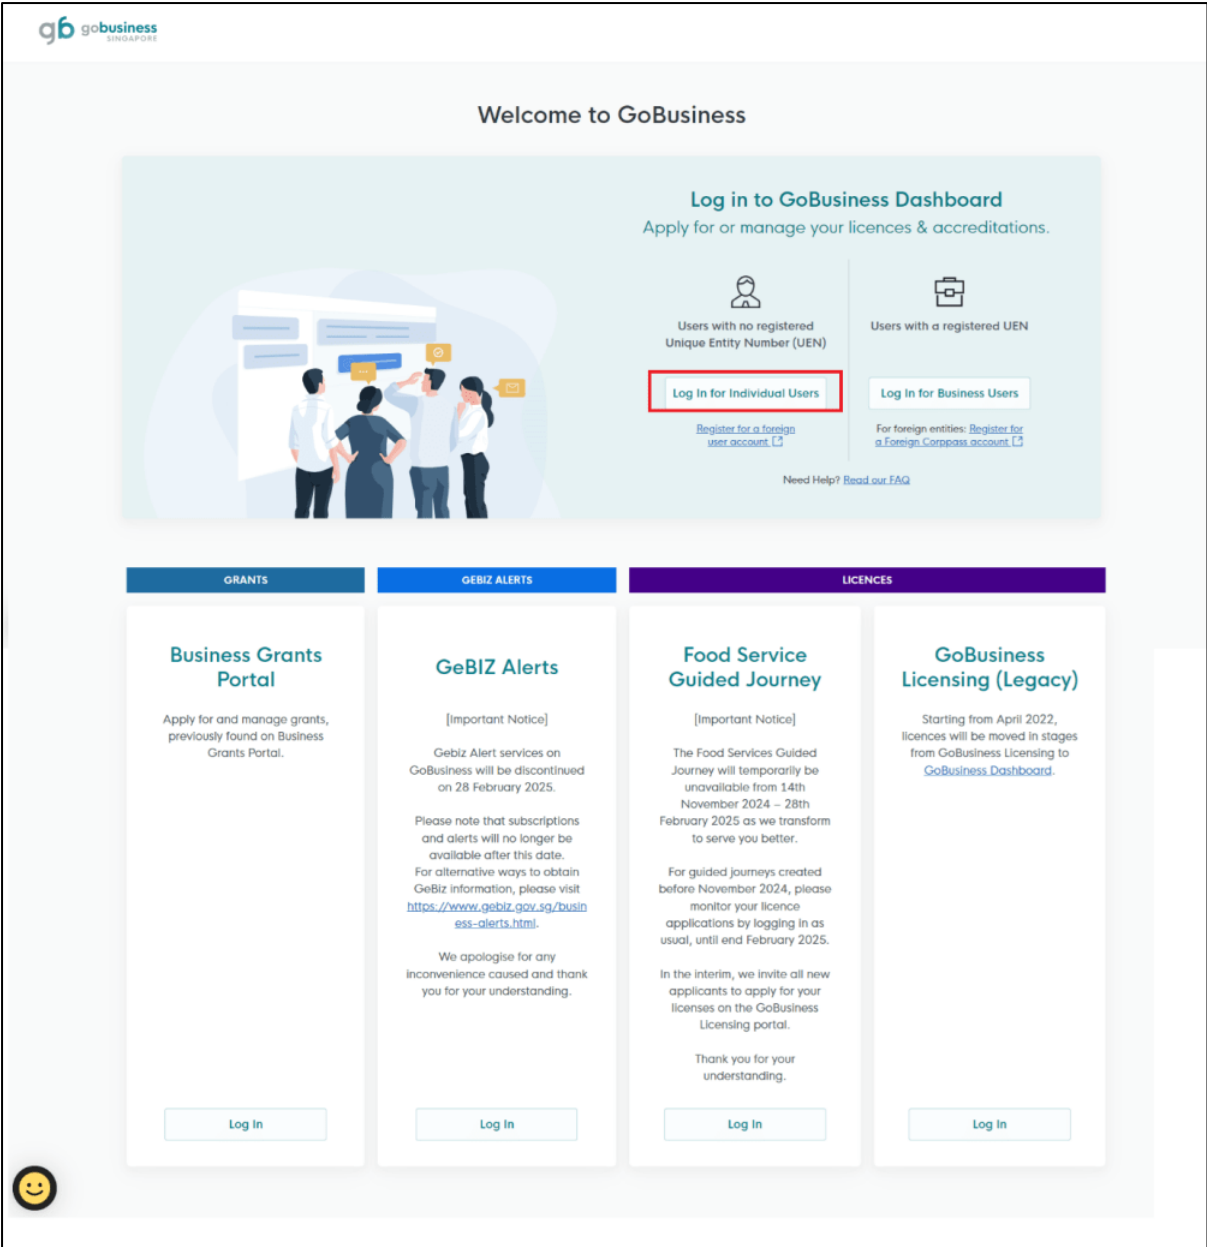 gb gobusiness
SINGAPORE
Welcome to GoBusiness
Log in to GoBusiness Dashboard
Apply for or manage your licences & accreditations.
Users with no registered
Unique Entity Number (UEN)
Log In for Individual Users
Register for a foreign
user account
Users with a registered UEN
Log In for Business Users
For foreign entities: Register for
a Foreign Corppass account
Need Help? Read our FAQ
GRANTS
Business Grants
Portal
Apply for and manage grants,
previously found on Business
Grants Portal.
Log In
GEBIZ ALERTS
GeBIZ Alerts
[Important Notice]
Gebiz Alert services on
GoBusiness will be discontinued
on 28 February 2025.
Please note that subscriptions
and alerts will no longer be
available after this date.
For alternative ways to obtain
GeBiz information, please visit
https://www.gebiz.gov.sg/busin
ess-alerts.html.
We apologise for any
inconvenience caused and thank
you for your understanding.
Log In
LICENCES
Food Service
Guided Journey
[Important Notice]
The Food Services Guided
Journey will temporarily be
unavailable from 14th
November 2024 – 28th
February 2025 as we transform
to serve you better.
For guided journeys created
before November 2024, please
monitor your licence
applications by logging in as
usual, until end February 2025.
In the interim, we invite all new
applicants to apply for your
licenses on the GoBusiness
Licensing portal.
Thank you for your
understanding.
Log In
GoBusiness
Licensing (Legacy)
Starting from April 2022,
licences will be moved in stages
from GoBusiness Licensing to
GoBusiness Dashboard.
Log In